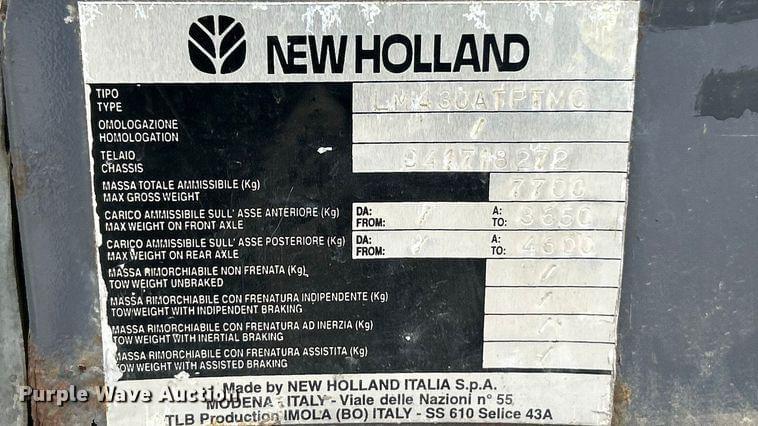 NEW HOLLAND
TIPO
TYPE LM430ATPTMC
OMOLOGAZIONE
HOMOLOGATION /
TELAIO
CHASSIS
MASSA TOTALE AMMISSIBILE (Kg)
MAX GROSS WEIGHT 7700
CARICO AMMISSIBILE SULL' ASSE ANTERIORE (Kg) DA: / A: 3650
MAX WEIGHT ON FRONT AXLE FROM: TO:
CARICO AMMISSIBILE SULL' ASSE POSTERIORE (Kg) DA: / A: 4600
MAX WEIGHT ON REAR AXLE FROM: TO:
MASSA RIMORCHIABILE NON FRENATA (Kg) /
TOW WEIGHT UNBRAKED
MASSA RIMORCHIABILE CON FRENATURA INDIPENDENTE (Kg) /
TOW WEIGHT WITH INDIPENDENT BRAKING
MASSA RIMORCHIABILE CON FRENATURA AD INERZIA (Kg) /
TOW WEIGHT WITH INERTIAL BRAKING
MASSA RIMORCHIABILE CON FRENATURA ASSISTITA (Kg) /
TOW WEIGHT WITH ASSISTED BRAKING
Made by NEW HOLLAND ITALIA S.p.A.
MODENA - ITALY - Viale delle Nazioni n° 55
TLB Production IMOLA (BO) ITALY - SS 610 Selice 43A
Purple Wave Auction